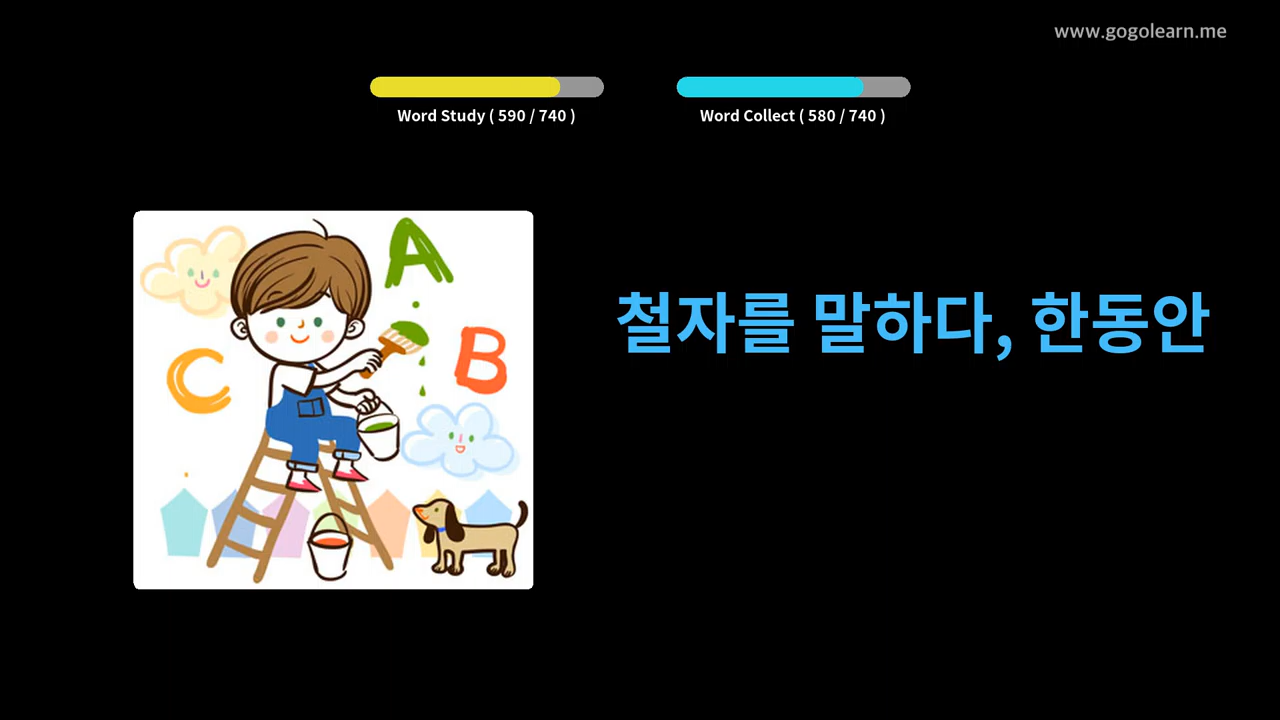 www.gogolearn.me
Word Study ( 590 / 740 )
Word Collect ( 580 / 740 )
A
B
C
철자를 말하다, 한동안